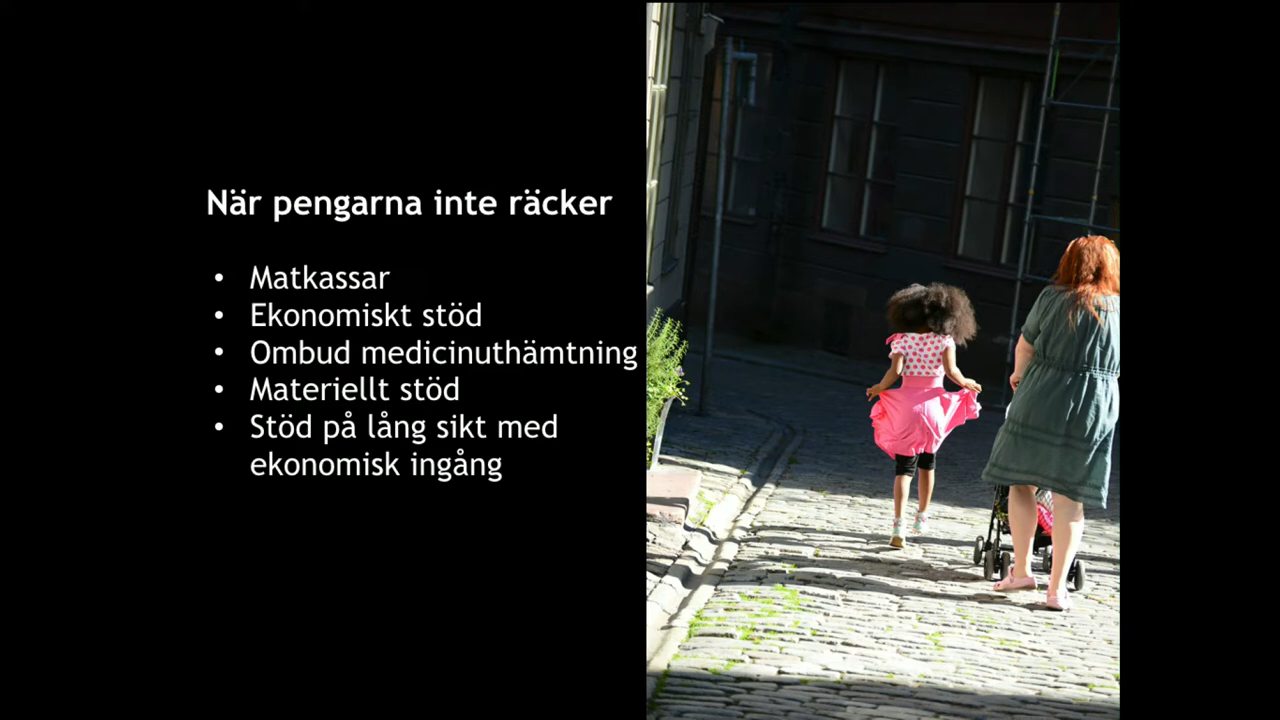 När pengarna inte räcker
• Matkassar
• Ekonomiskt stöd
• Ombud medicinuthämtning
• Materiellt stöd
• Stöd på lång sikt med
ekonomisk ingång